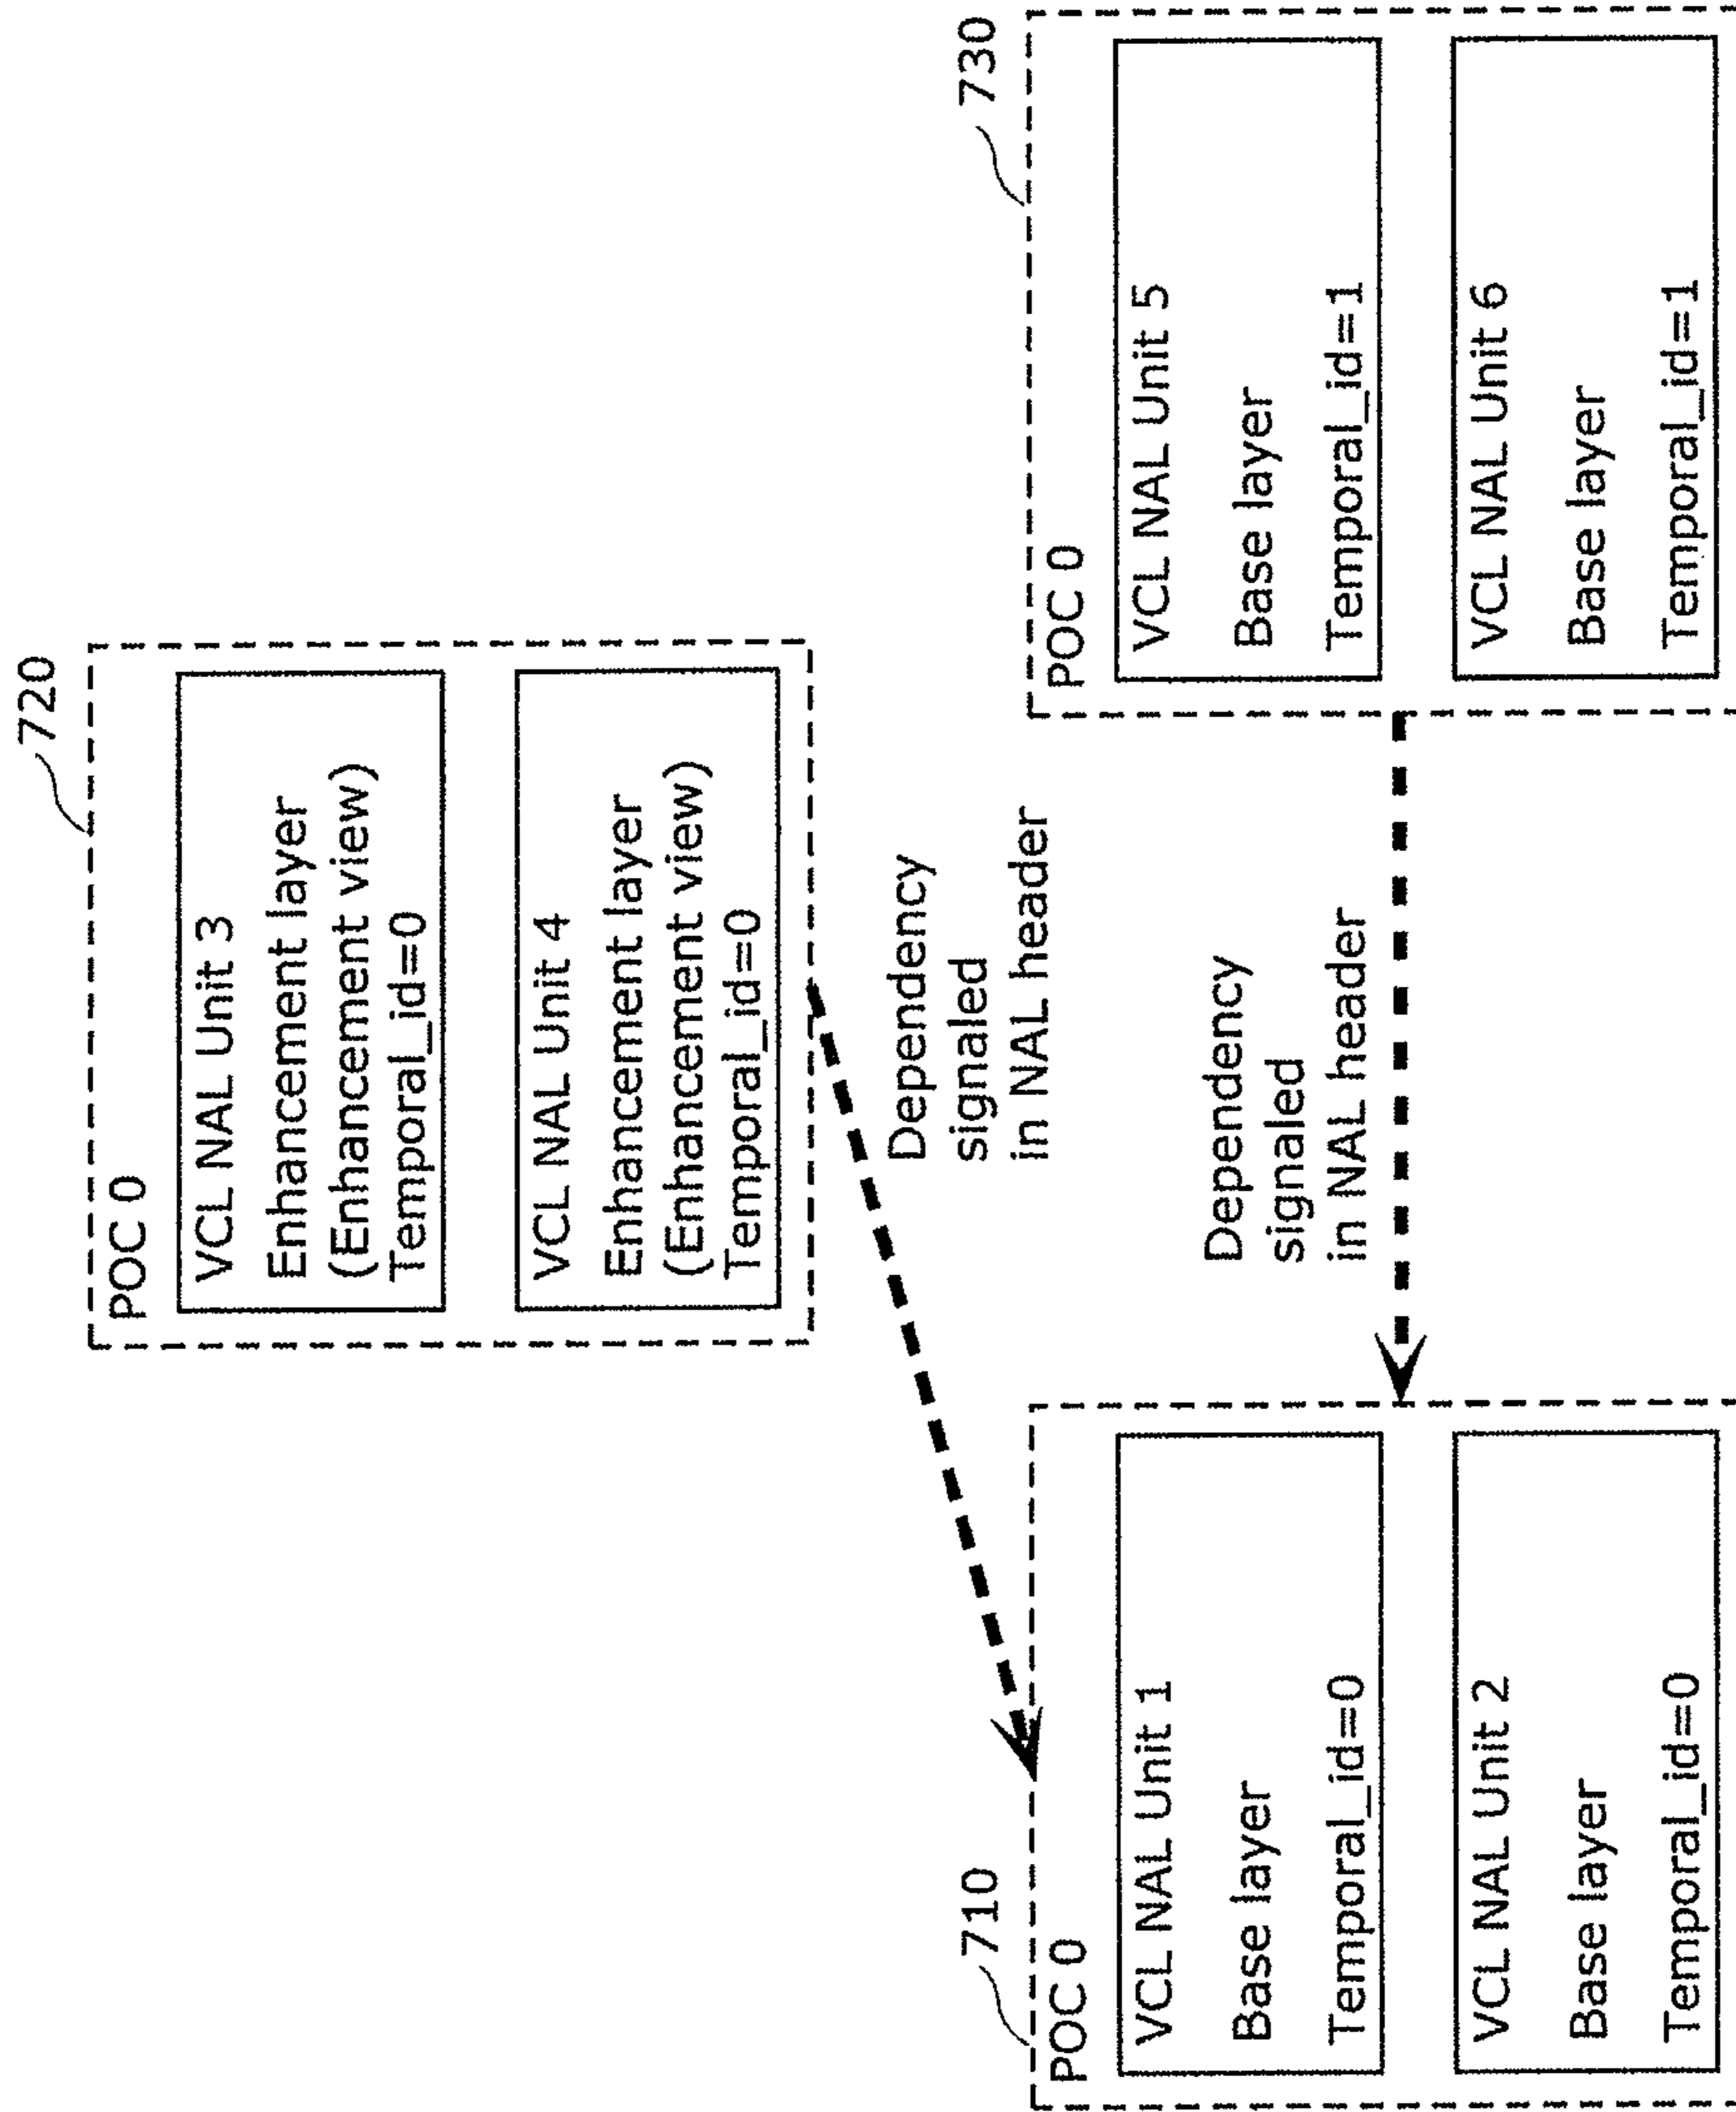 720
POC 0
VCL NAL Unit 3
Enhancement layer
(Enhancement view)
Temporal_id=0
VCL NAL Unit 4
Enhancement layer
(Enhancement view)
Temporal_id=0
Dependency
signaled
in NAL header
710
POC 0
VCL NAL Unit 1
Base layer
Temporal_id=0
VCL NAL Unit 2
Base layer
Temporal_id=0
Dependency
signaled
in NAL header
730
POC 0
VCL NAL Unit 5
Base layer
Temporal_id=1
VCL NAL Unit 6
Base layer
Temporal_id=1